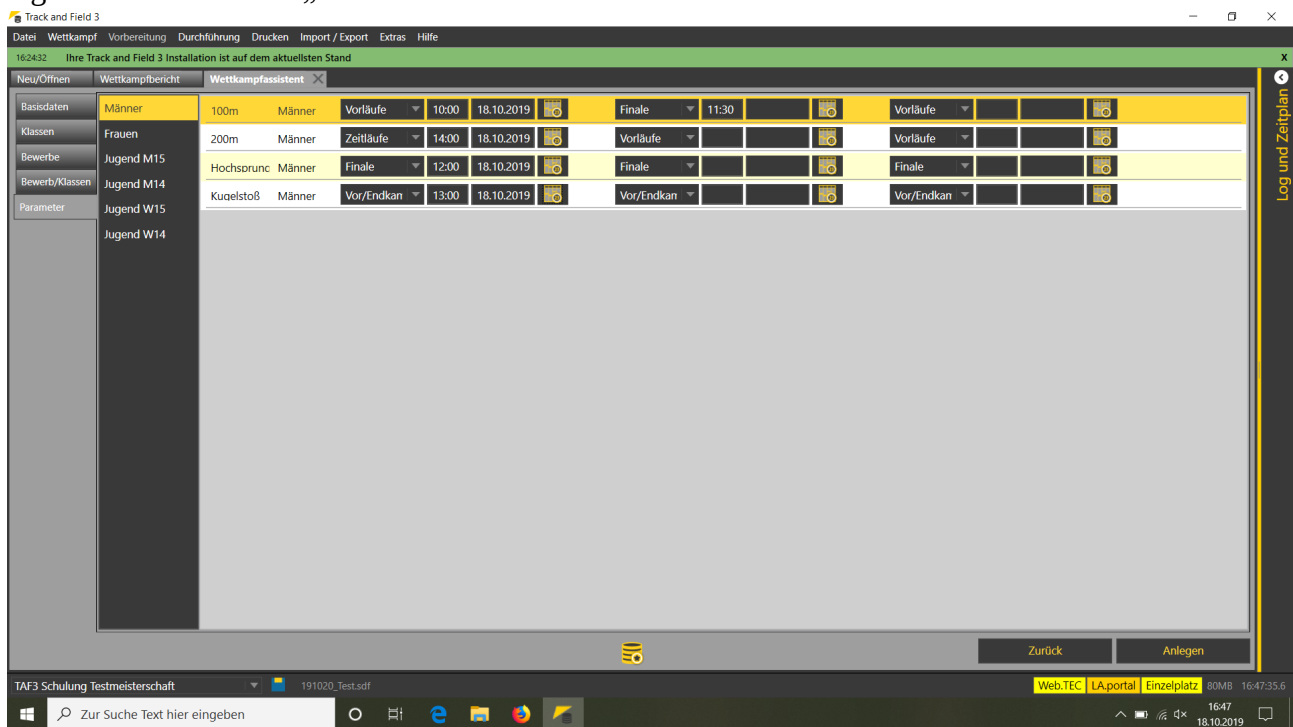 Track and Field 3
Datei Wettkampf Vorbereitung Durchführung Drucken Import / Export Extras Hilfe
16:24:32 Ihre Track and Field 3 Installation ist auf dem aktuellsten Stand X
Neu/Öffnen Wettkampfbericht Wettkampfassistent
Basisdaten
Klassen
Bewerbe
Bewerb/Klassen
Parameter
Männer
Frauen
Jugend M15
Jugend M14
Jugend W15
Jugend W14
100m Männer Vorläufe 10:00 18.10.2019 Finale 11:30 Vorläufe
200m Männer Zeitläufe 14:00 18.10.2019 Vorläufe Vorläufe
Hochsprung Männer Finale 12:00 18.10.2019 Finale Finale
Kugelstoß Männer Vor/Endkan 13:00 18.10.2019 Vor/Endkan Vor/Endkan
Log und Zeitplan
Zurück Anlegen
TAF3 Schulung Testmeisterschaft 191020_Test.sdf Web.TEC LA.portal Einzelplatz 80MB 16:47:35.6
Zur Suche Text hier eingeben
16:47
18.10.2019